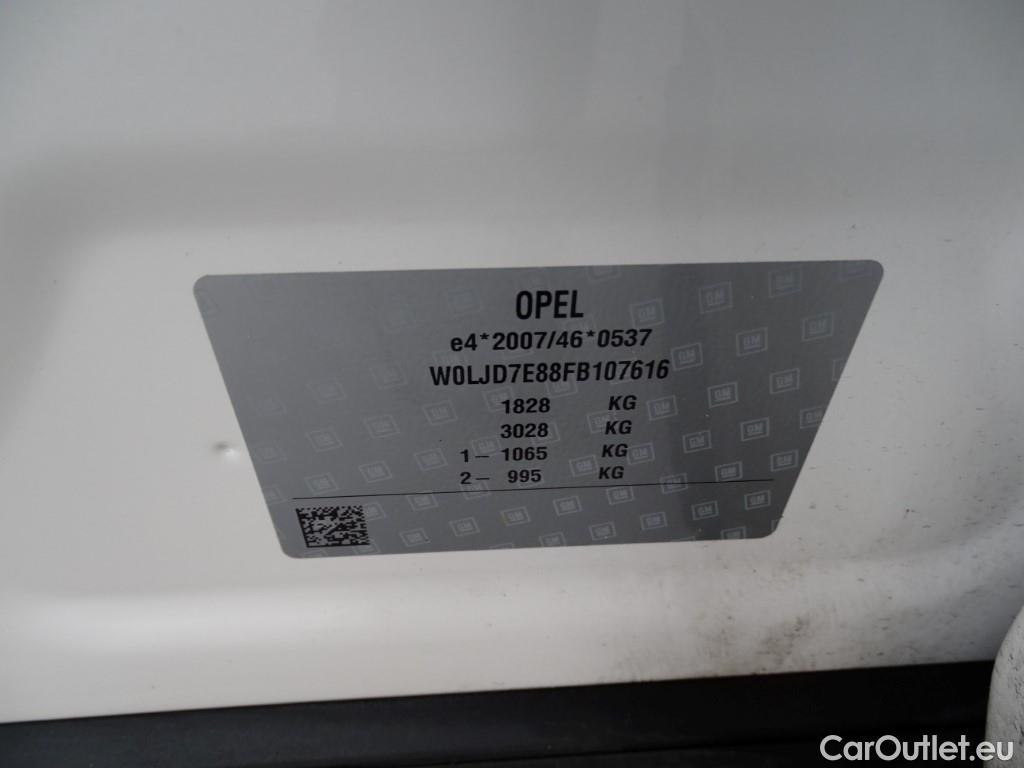 OPEL
e4*2007/46*0537
W0LJD7E88FB107616
1828 KG
3028 KG
1– 1065 KG
2– 995 KG
CarOutlet.eu